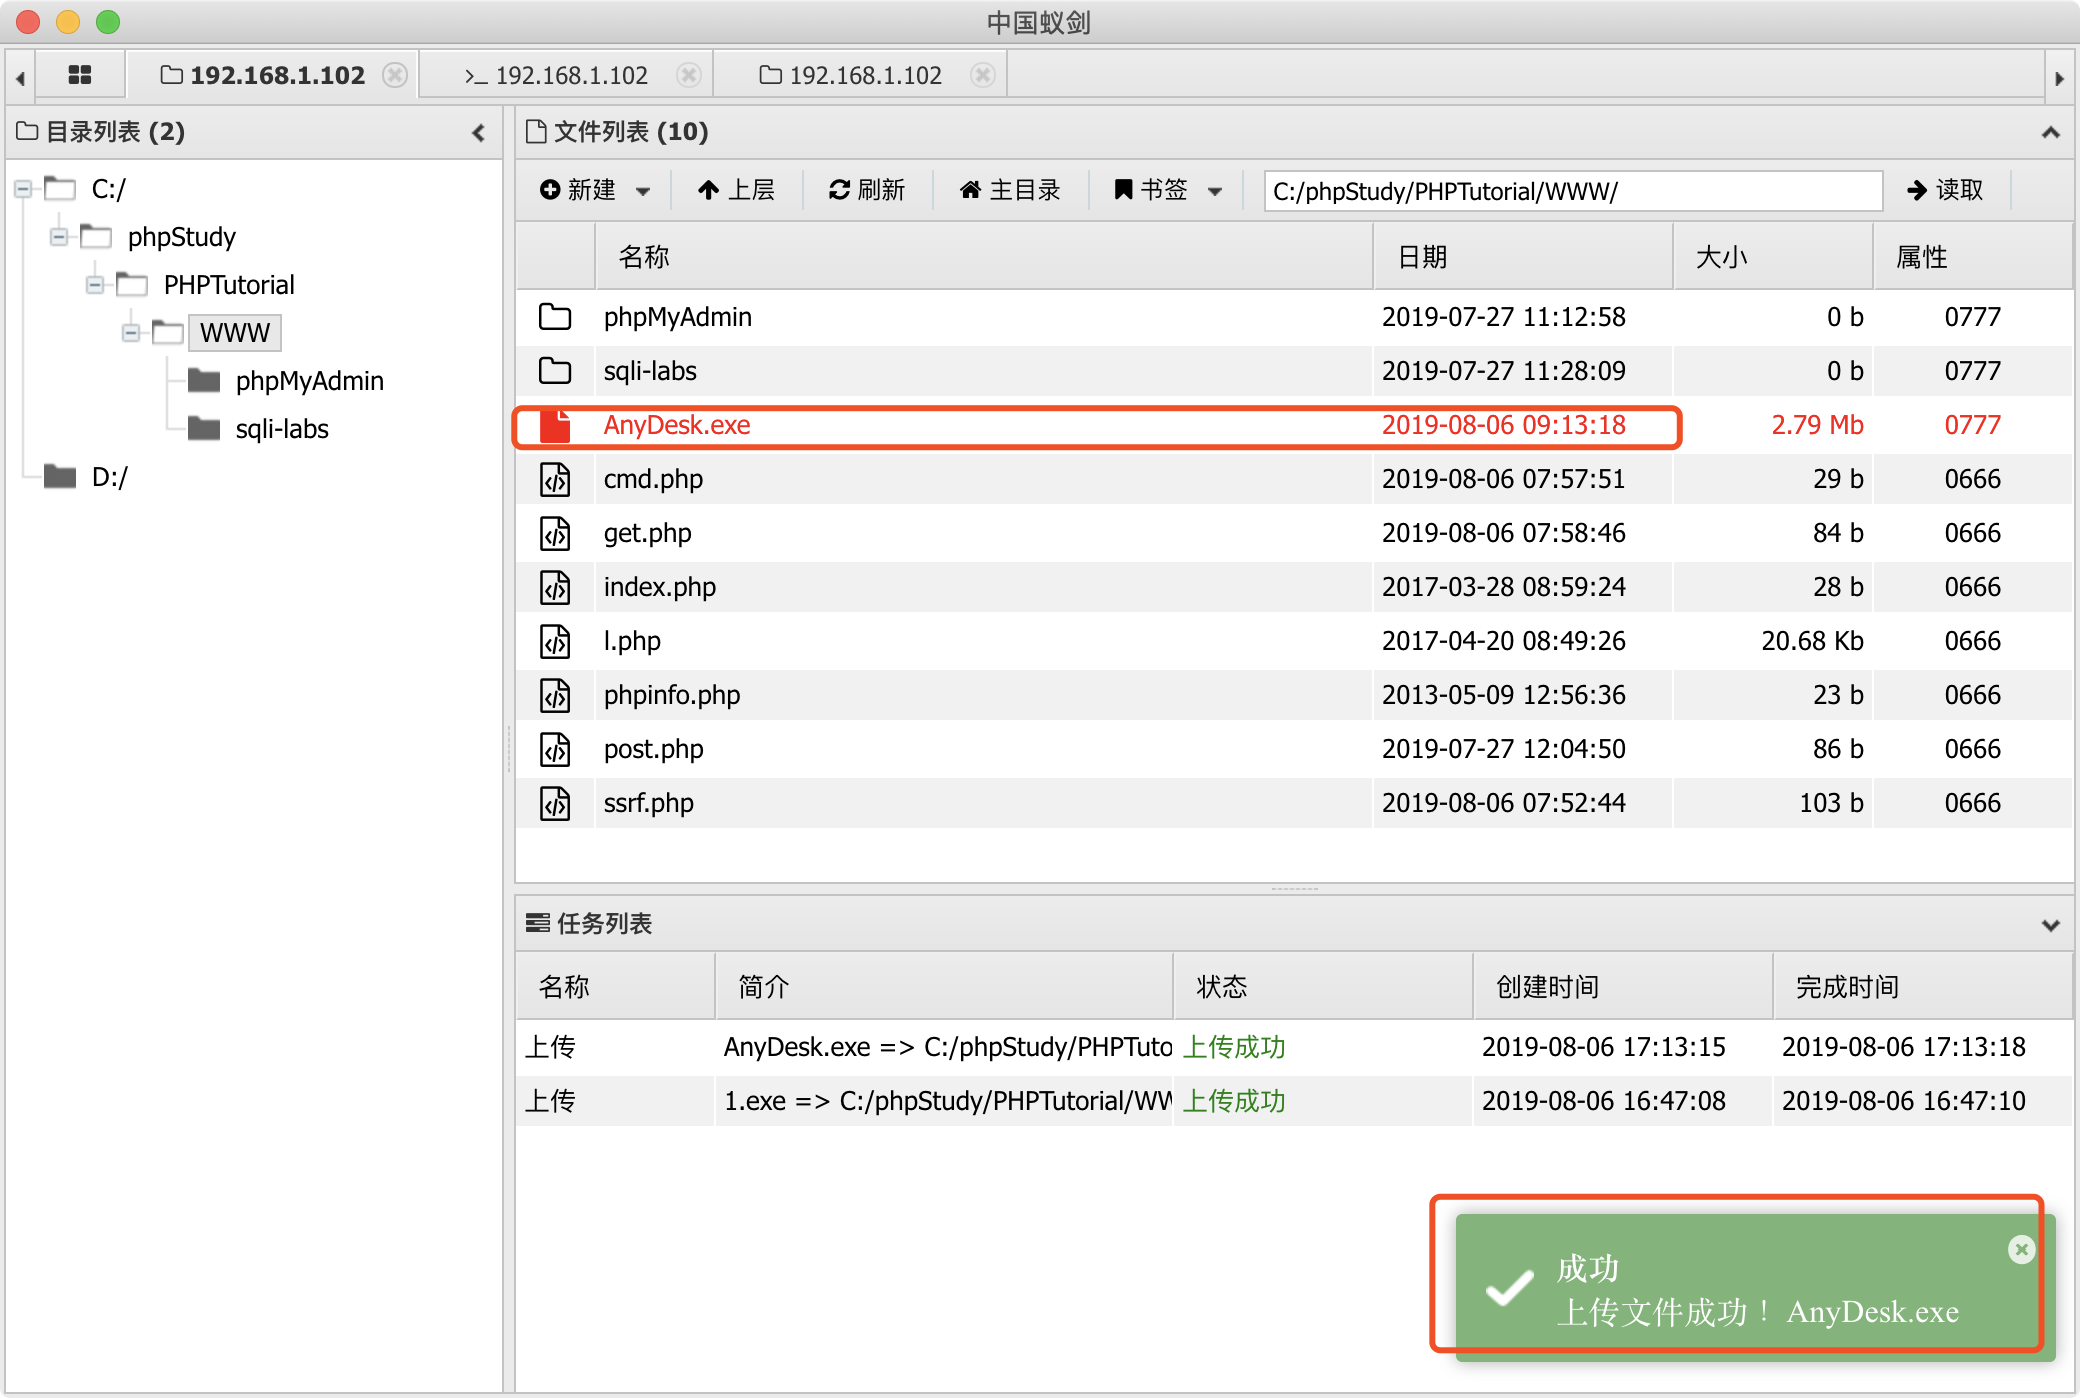 中国蚁剑
192.168.1.102
>_ 192.168.1.102
192.168.1.102
目录列表 (2)
C:/
phpStudy
PHPTutorial
WWW
phpMyAdmin
sqli-labs
D:/
文件列表 (10)
新建 上层 刷新 主目录 书签 C:/phpStudy/PHPTutorial/WWW/ 读取
名称 日期 大小 属性
phpMyAdmin 2019-07-27 11:12:58 0 b 0777
sqli-labs 2019-07-27 11:28:09 0 b 0777
AnyDesk.exe 2019-08-06 09:13:18 2.79 Mb 0777
cmd.php 2019-08-06 07:57:51 29 b 0666
get.php 2019-08-06 07:58:46 84 b 0666
index.php 2017-03-28 08:59:24 28 b 0666
l.php 2017-04-20 08:49:26 20.68 Kb 0666
phpinfo.php 2013-05-09 12:56:36 23 b 0666
post.php 2019-07-27 12:04:50 86 b 0666
ssrf.php 2019-08-06 07:52:44 103 b 0666
任务列表
名称 简介 状态 创建时间 完成时间
上传 AnyDesk.exe => C:/phpStudy/PHPTuto 上传成功 2019-08-06 17:13:15 2019-08-06 17:13:18
上传 1.exe => C:/phpStudy/PHPTutorial/WW 上传成功 2019-08-06 16:47:08 2019-08-06 16:47:10
成功
上传文件成功！AnyDesk.exe